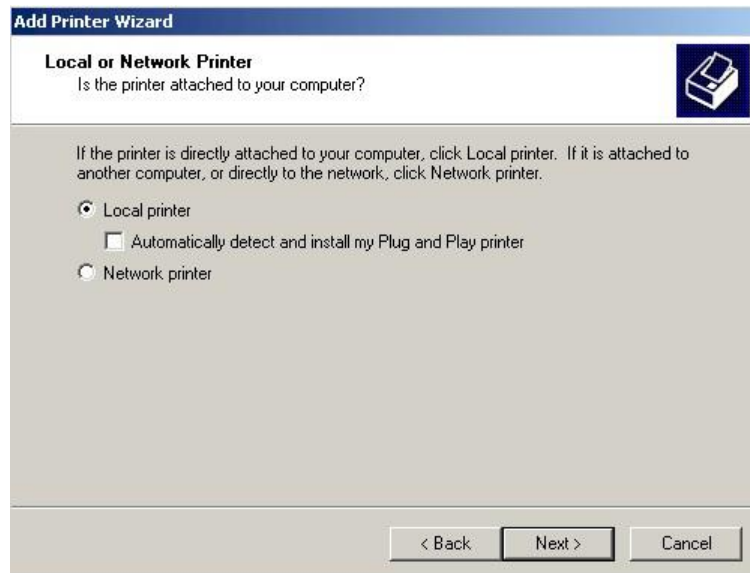 Add Printer Wizard
Local or Network Printer
Is the printer attached to your computer?
If the printer is directly attached to your computer, click Local printer. If it is attached to
another computer, or directly to the network, click Network printer.
Local printer
Automatically detect and install my Plug and Play printer
Network printer
< Back Next > Cancel